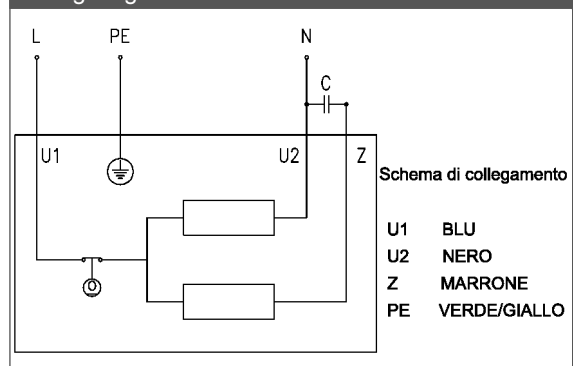 L PE N
C
U1 U2 Z
Schema di collegamento
U1 BLU
U2 NERO
Z MARRONE
PE VERDE/GIALLO